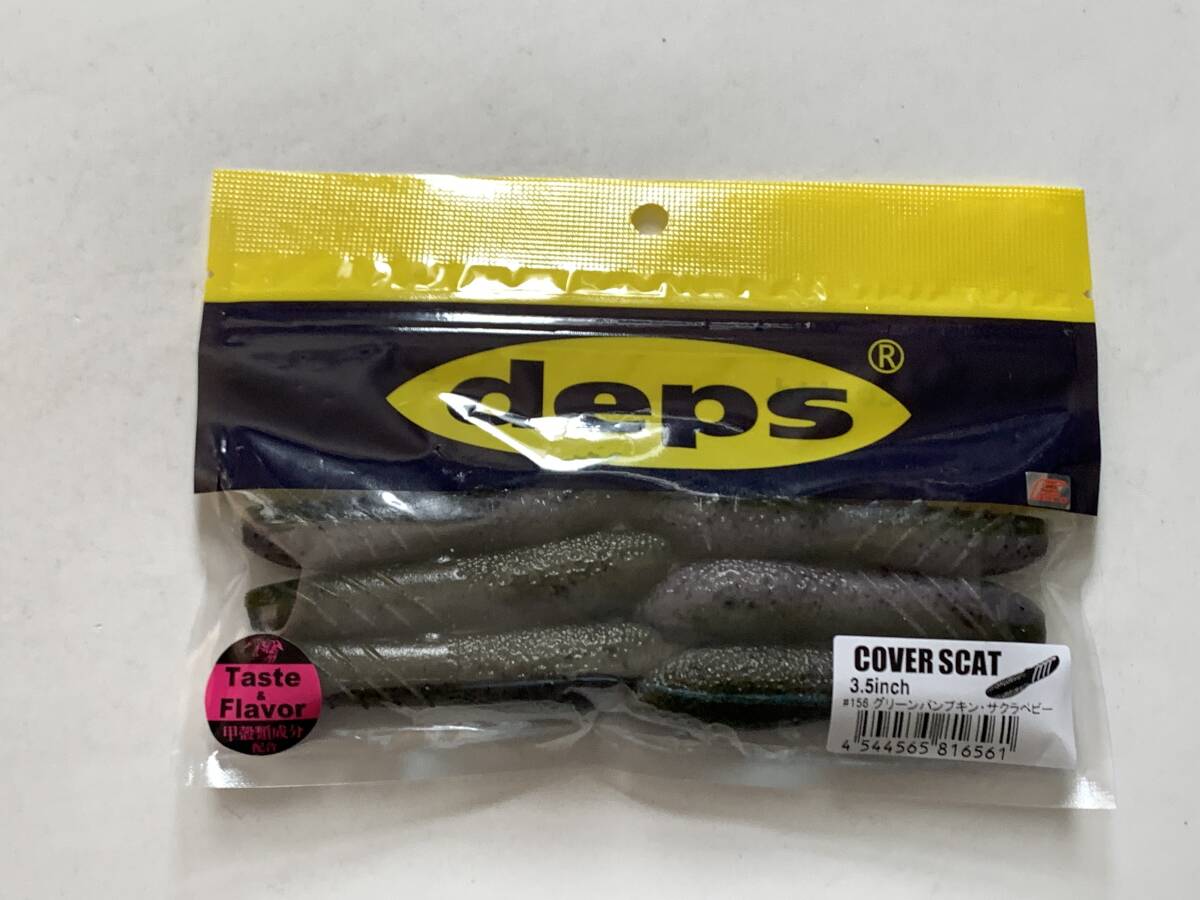 deps®
Taste
&
Flavor
甲殻類成分
配合
COVER SCAT
3.5inch
#156 グリーンパンプキン・サクラベビー
4 544565 816561